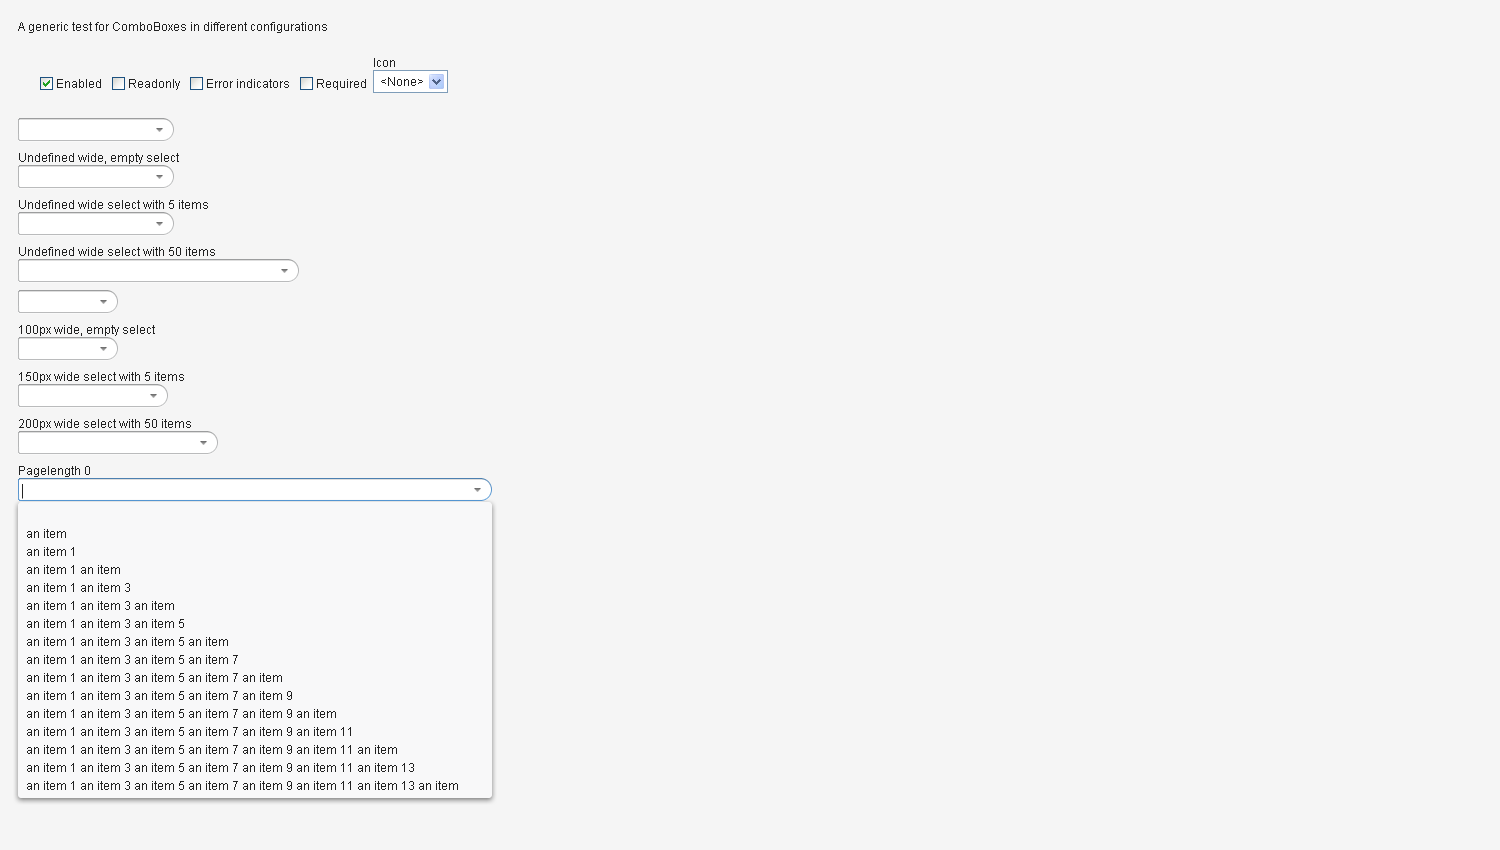 A generic test for ComboBoxes in different configurations
Icon
Enabled Readonly Error indicators Required <None>
Undefined wide, empty select
Undefined wide select with 5 items
Undefined wide select with 50 items
100px wide, empty select
150px wide select with 5 items
200px wide select with 50 items
Pagelength 0
an item
an item 1
an item 1 an item
an item 1 an item 3
an item 1 an item 3 an item
an item 1 an item 3 an item 5
an item 1 an item 3 an item 5 an item
an item 1 an item 3 an item 5 an item 7
an item 1 an item 3 an item 5 an item 7 an item
an item 1 an item 3 an item 5 an item 7 an item 9
an item 1 an item 3 an item 5 an item 7 an item 9 an item
an item 1 an item 3 an item 5 an item 7 an item 9 an item 11
an item 1 an item 3 an item 5 an item 7 an item 9 an item 11 an item
an item 1 an item 3 an item 5 an item 7 an item 9 an item 11 an item 13
an item 1 an item 3 an item 5 an item 7 an item 9 an item 11 an item 13 an item